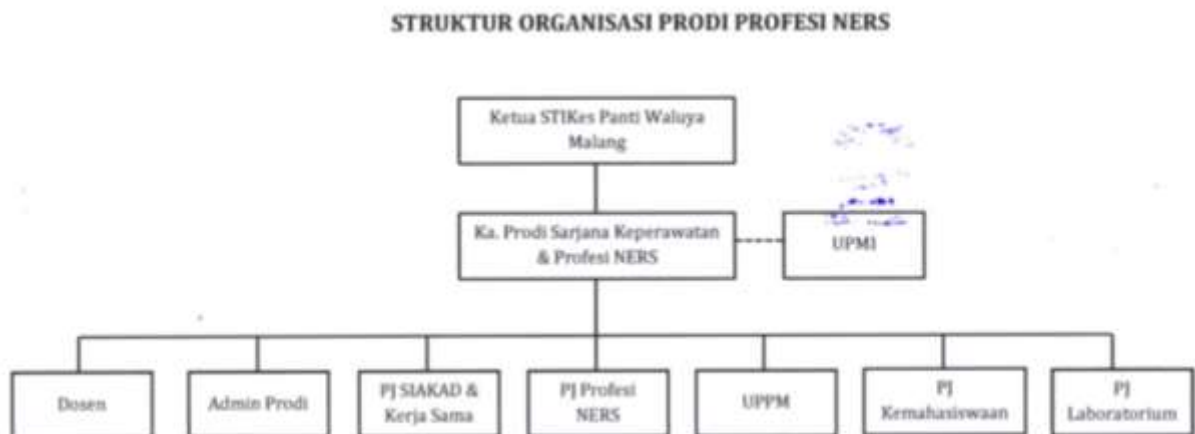 STRUKTUR ORGANISASI PRODI PROFESI NERS
Ketua STIKes Panti Waluya
Malang
Ka. Prodi Sarjana Keperawatan
& Profesi NERS
UPMI
Dosen
Admin Prodi
PJ SIAKAD &
Kerja Sama
PJ Profesi
NERS
UPPM
PJ
Kemahasiswaan
PJ
Laboratorium